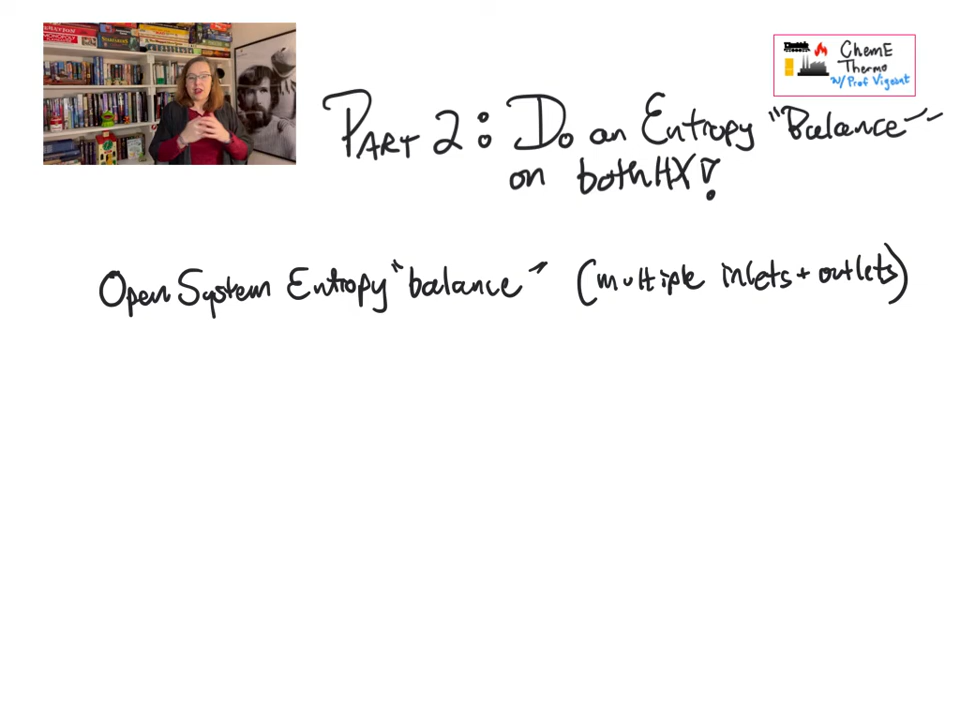 ChemE
Thermo
w/ Prof Vigeant
PART 2: Do an Entropy "Balance"
on both HX!
Open System Entropy "balance" (multiple inlets + outlets)